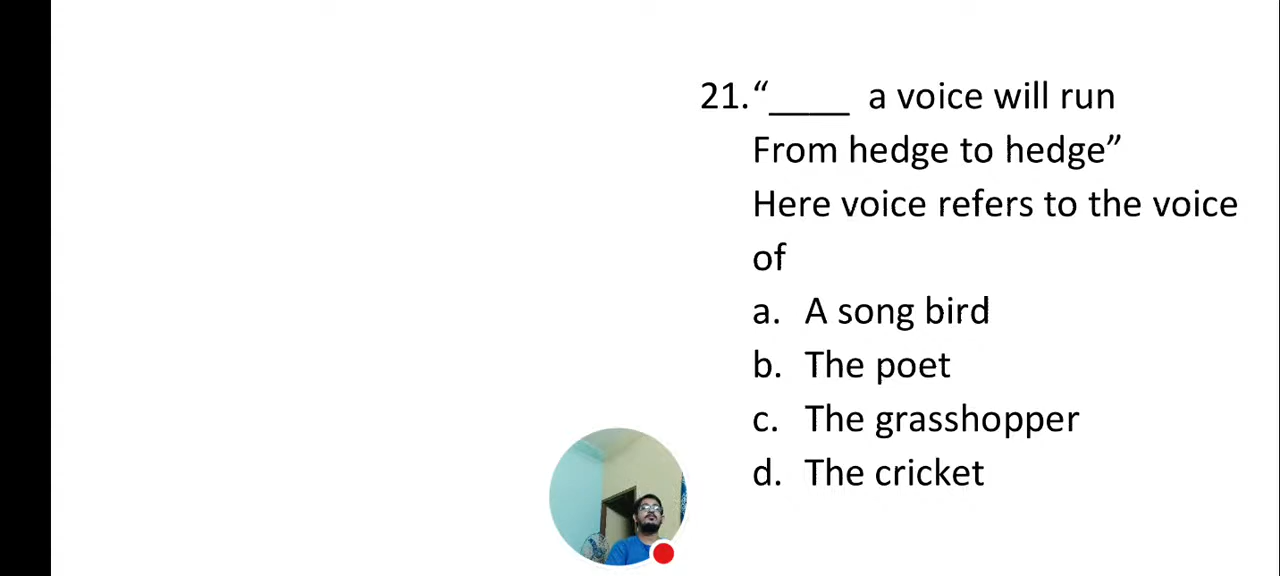 21. “____ a voice will run
From hedge to hedge”
Here voice refers to the voice
of
a. A song bird
b. The poet
c. The grasshopper
d. The cricket